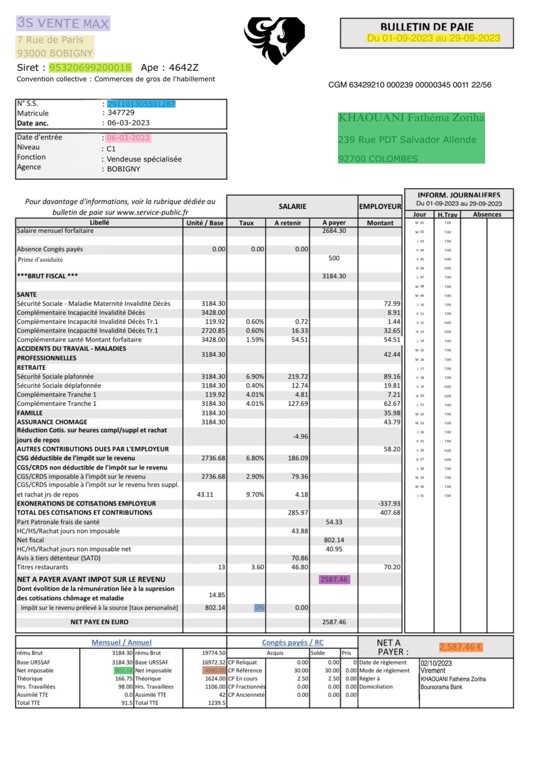 3S VENTE MAX
7 Rue de Paris
93000 BOBIGNY
Siret : 95320699200018 Ape : 4642Z
Convention collective : Commerces de gros de l'habillement
BULLETIN DE PAIE
Du 01-09-2023 au 29-09-2023
CGM 63429210 000239 00000345 0011 22/56
N° S.S. : 291101305501287
Matricule : 347729
Date anc. : 06-03-2023
Date d'entrée : 06-03-2023
Niveau : C1
Fonction : Vendeuse spécialisée
Agence : BOBIGNY
KHAOUANI Fathéma Zoriha
239 Rue PDT Salvador Allende
92700 COLOMBES
Pour davantage d'informations, voir la rubrique dédiée au
bulletin de paie sur www.service-public.fr
SALARIE EMPLOYEUR
INFORM. JOURNALIERES
Du 01-09-2023 au 29-09-2023
Libellé Unité / Base Taux A retenir A payer Montant Jour H.Trav Absences
Salaire mensuel forfaitaire 2684.30
Absence Congés payés 0.00 0.00 0.00
Prime d'assiduité 500
***BRUT FISCAL *** 3184.30
SANTE
Sécurité Sociale - Maladie Maternité Invalidité Décès 3184.30 72.99
Complémentaire Incapacité Invalidité Décès 3428.00 8.91
Complémentaire Incapacité Invalidité Décès Tr.1 119.92 0.60% 0.72 1.44
Complémentaire Incapacité Invalidité Décès Tr.1 2720.85 0.60% 16.33 32.65
Complémentaire santé Montant forfaitaire 3428.00 1.59% 54.51 54.51
ACCIDENTS DU TRAVAIL - MALADIES
PROFESSIONNELLES 3184.30 42.44
RETRAITE
Sécurité Sociale plafonnée 3184.30 6.90% 219.72 89.16
Sécurité Sociale déplafonnée 3184.30 0.40% 12.74 19.81
Complémentaire Tranche 1 119.92 4.01% 4.81 7.21
Complémentaire Tranche 1 3184.30 4.01% 127.69 62.67
FAMILLE 3184.30 35.98
ASSURANCE CHOMAGE 3184.30 43.79
Réduction Cotis. sur heures compl/suppl et rachat
jours de repos -4.96
AUTRES CONTRIBUTIONS DUES PAR L'EMPLOYEUR 58.20
CSG déductible de l'impôt sur le revenu 2736.68 6.80% 186.09
CGS/CRDS non déductible de l'impôt sur le revenu
CGS/CRDS imposable à l'impôt sur le revenu 2736.68 2.90% 79.36
CGS/CRDS imposable à l'impôt sur le revenu hres suppl.
et rachat jrs de repos 43.11 9.70% 4.18
EXONERATIONS DE COTISATIONS EMPLOYEUR -337.93
TOTAL DES COTISATIONS ET CONTRIBUTIONS 285.97 407.68
Part Patronale frais de santé 54.33
HC/HS/Rachat jours non imposable 43.88
Net fiscal 802.14
HC/HS/Rachat jours non imposable net 40.95
Avis à tiers détenteur (SATD) 70.86
Titres restaurants 13 3.60 46.80 70.20
NET A PAYER AVANT IMPOT SUR LE REVENU 2587.46
Dont évolution de la rémunération liée à la supression
des cotisations chômage et maladie 14.85
Impôt sur le revenu prélevé à la source [taux personalisé] 802.14 0% 0.00
NET PAYE EN EURO 2587.46
Mensuel / Annuel Congés payés / RC NET A
PAYER : 2,587.46 €
rému Brut 3184.30 rému Brut 19774.50 Acquis Solde Pris
Base URSSAF 3184.30 Base URSSAF 16972.32 CP Reliquat 0.00 0.00 0 Date de règlement 02/10/2023
Net imposable Net imposable CP Référence 30.00 30.00 0.00 Mode de règlement Virement
Théorique 166.75 Théorique 1624.00 CP En cours 2.50 2.50 0.00 Régler à KHAOUANI Fathéma Zoriha
Hrs. Travaillées 98.00 Hrs. Travaillées 1106.00 CP Fractionnés 0.00 0.00 0.00 Domiciliation Boursorama Bank
Assimilé TTE 0.0 Assimilé TTE 42 CP Ancienneté 0.00 0.00 0.00
Total TTE 91.5 Total TTE 1239.5